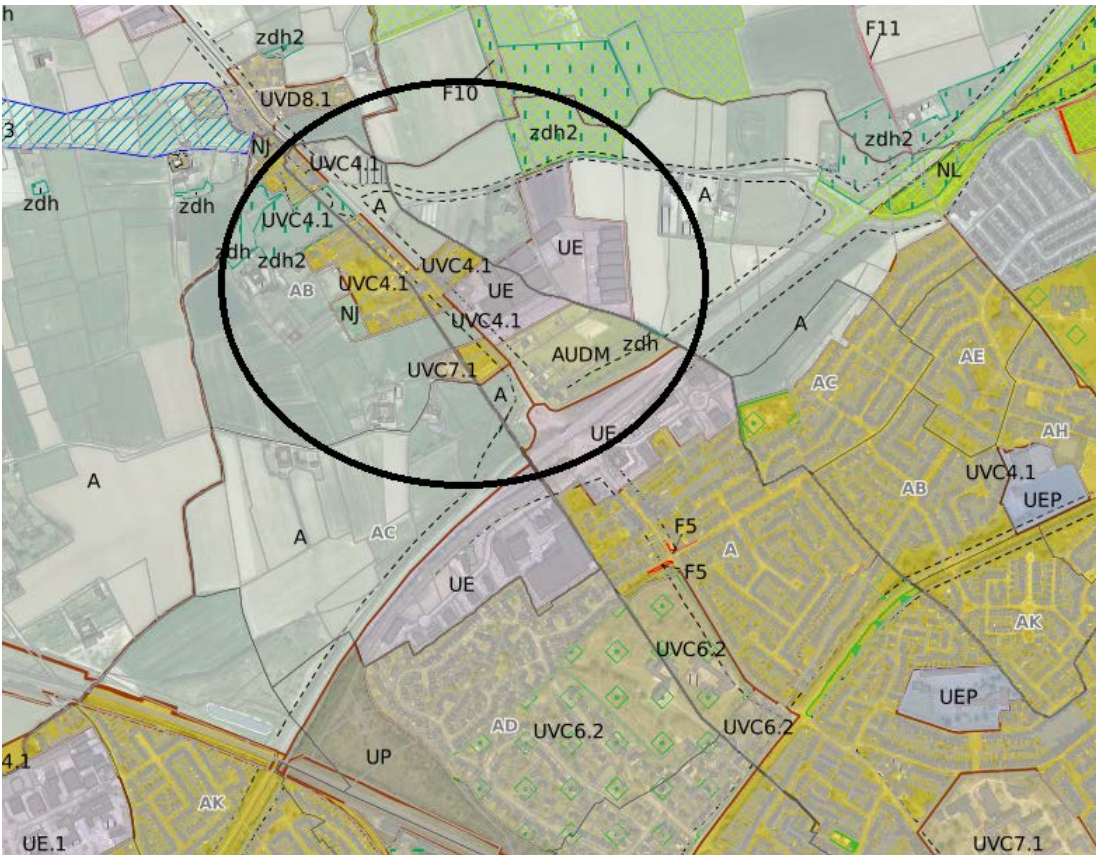 h
zdh2
F11
UVD8.1
F10
3
zdh2
zdh2
NJ
UVC4.1
NL
zdh
zdh
A
A
UVC4.1
zdh
zdh2
UE
UVC4.1
UVC4.1
AB
UE
NJ
UVC4.1
A
AUDM
zdh
AE
UVC7.1
AC
A
UE
AH
UVC4.1
A
AB
UEP
F5
A
AC
A
F5
UE
AK
UVC6.2
UEP
AD
UVC6.2
UVC6.2
UP
4.1
AK
UE.1
UVC7.1